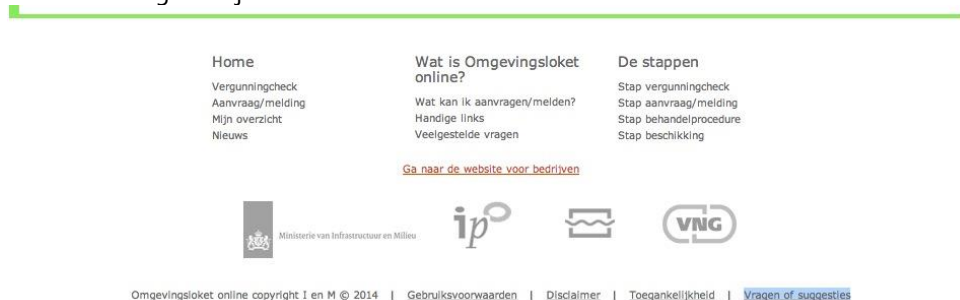 Home
Vergunningcheck
Aanvraag/melding
Mijn overzicht
Nieuws
Wat is Omgevingsloket
online?
Wat kan ik aanvragen/melden?
Handige links
Veelgestelde vragen
De stappen
Stap vergunningcheck
Stap aanvraag/melding
Stap behandelprocedure
Stap beschikking
Ga naar de website voor bedrijven
Ministerie van Infrastructuur en Milieu
ipo
VNG
Omgevingsloket online copyright I en M © 2014 | Gebruiksvoorwaarden | Disclaimer | Toegankelijkheid | Vragen of suggesties